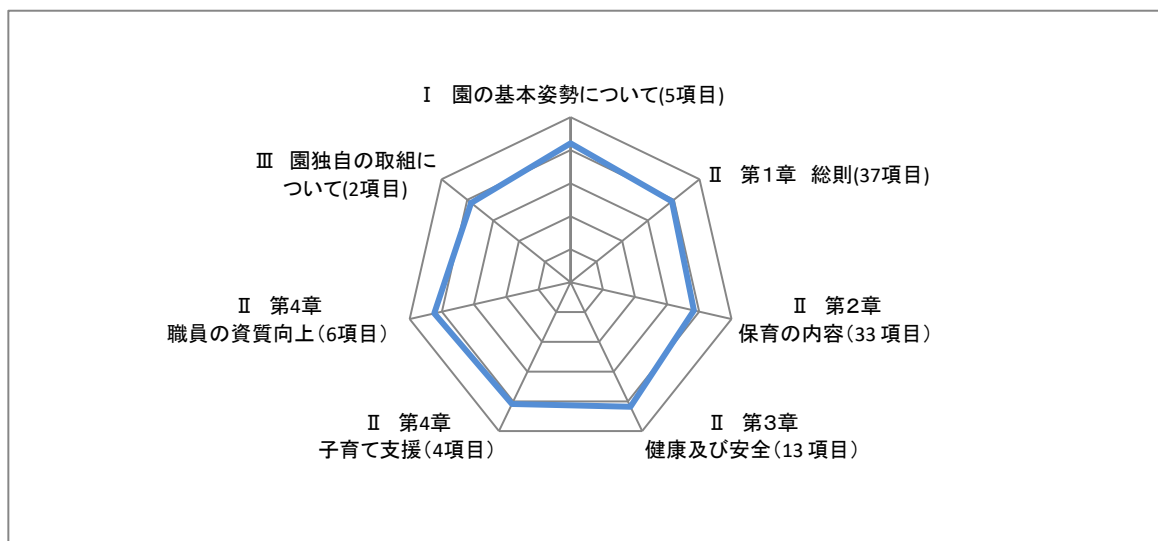 Ⅰ　園の基本姿勢について(5項目)
Ⅲ　園独自の取組に
ついて(2項目)
Ⅱ　第1章　総則(37項目)
Ⅱ　第4章
職員の資質向上（6項目）
Ⅱ　第2章
保育の内容（33 項目）
Ⅱ　第4章
子育て支援（4項目）
Ⅱ　第3章
健康及び安全（13 項目）